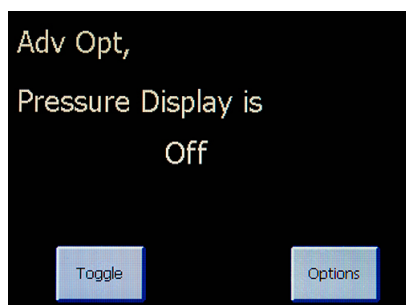 Adv Opt,
Pressure Display is
Off
Toggle
Options